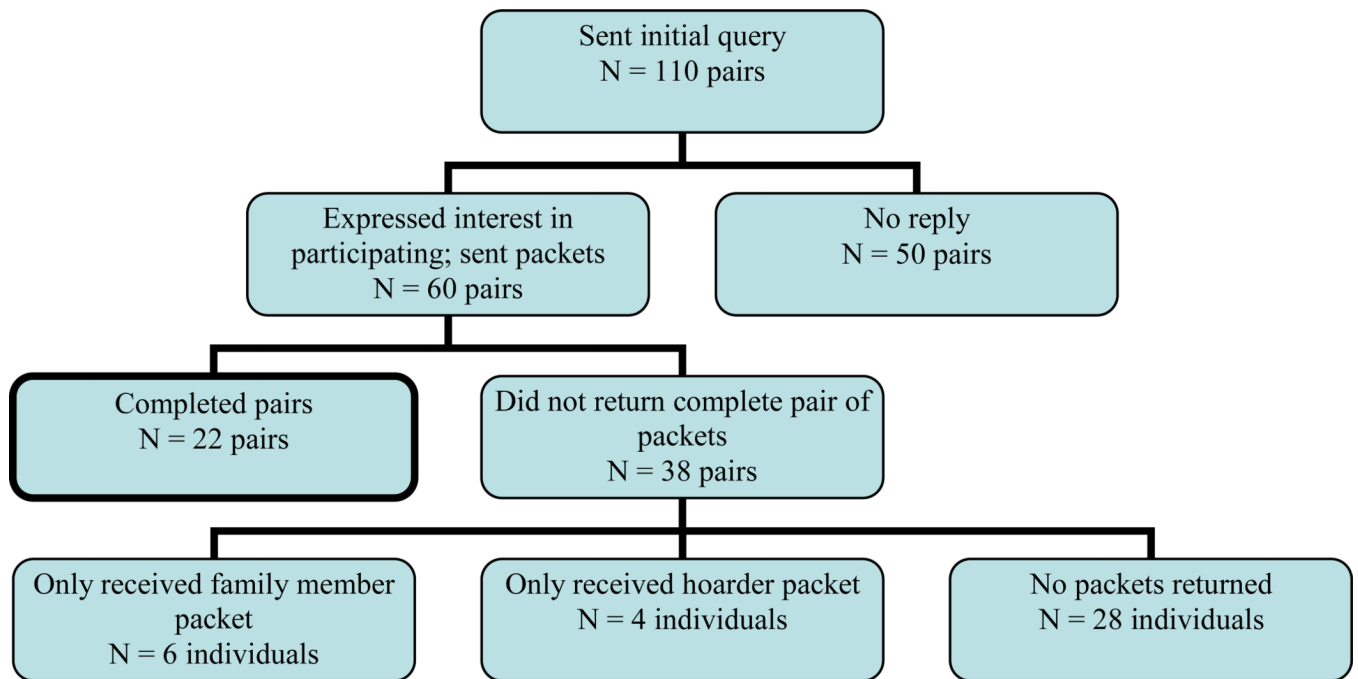 Sent initial query
N = 110 pairs
Expressed interest in
participating; sent packets
N = 60 pairs
No reply
N = 50 pairs
Completed pairs
N = 22 pairs
Did not return complete pair of
packets
N = 38 pairs
Only received family member
packet
N = 6 individuals
Only received hoarder packet
N = 4 individuals
No packets returned
N = 28 individuals